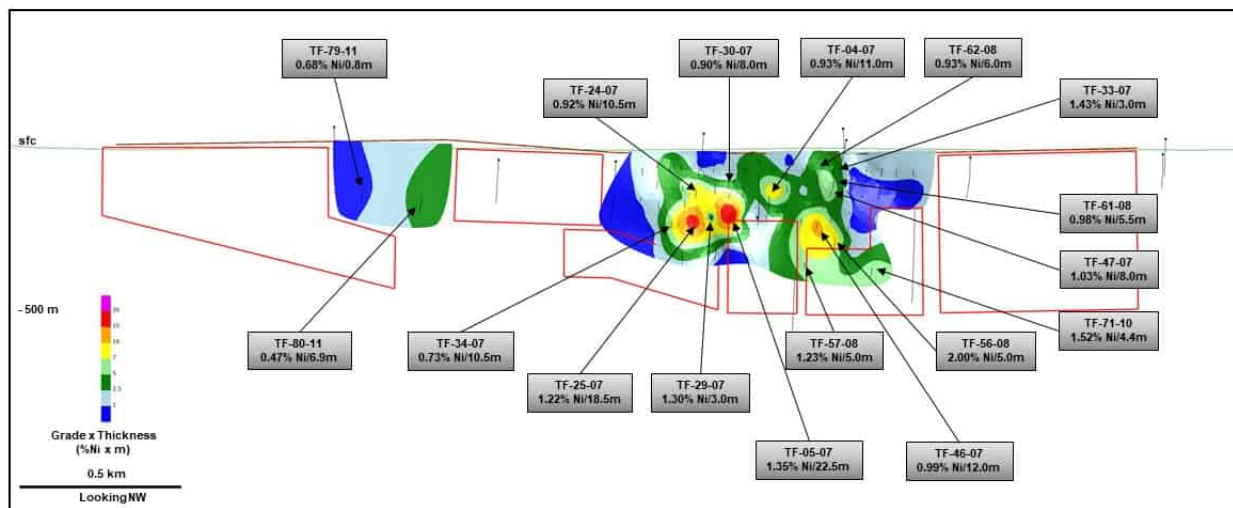 TF-79-11
0.68% Ni/0.8m
TF-30-07
0.90% Ni/8.0m
TF-04-07
0.93% Ni/11.0m
TF-62-08
0.93% Ni/6.0m
TF-24-07
0.92% Ni/10.5m
TF-33-07
1.43% Ni/3.0m
sfc
TF-61-08
0.98% Ni/5.5m
TF-47-07
1.03% Ni/8.0m
- 500 m
TF-71-10
1.52% Ni/4.4m
TF-80-11
0.47% Ni/6.9m
TF-34-07
0.73% Ni/10.5m
TF-57-08
1.23% Ni/5.0m
TF-56-08
2.00% Ni/5.0m
TF-25-07
1.22% Ni/18.5m
TF-29-07
1.30% Ni/3.0m
Grade x Thickness
(%Ni x m)
TF-05-07
1.35% Ni/22.5m
TF-46-07
0.99% Ni/12.0m
0.5 km
Looking NW